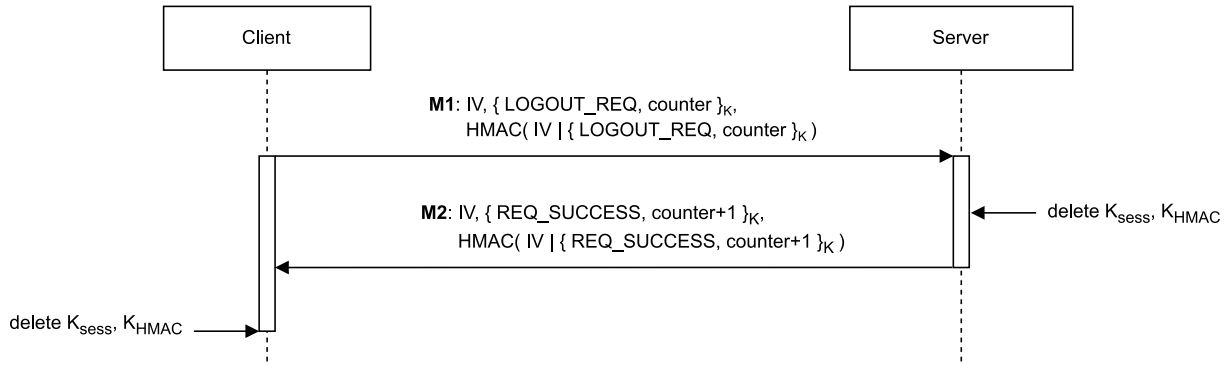 Client
Server
M1: IV, { LOGOUT_REQ, counter }K,
HMAC( IV | { LOGOUT_REQ, counter }K )
M2: IV, { REQ_SUCCESS, counter+1 }K,
HMAC( IV | { REQ_SUCCESS, counter+1 }K )
delete Ksess, KHMAC
delete Ksess, KHMAC